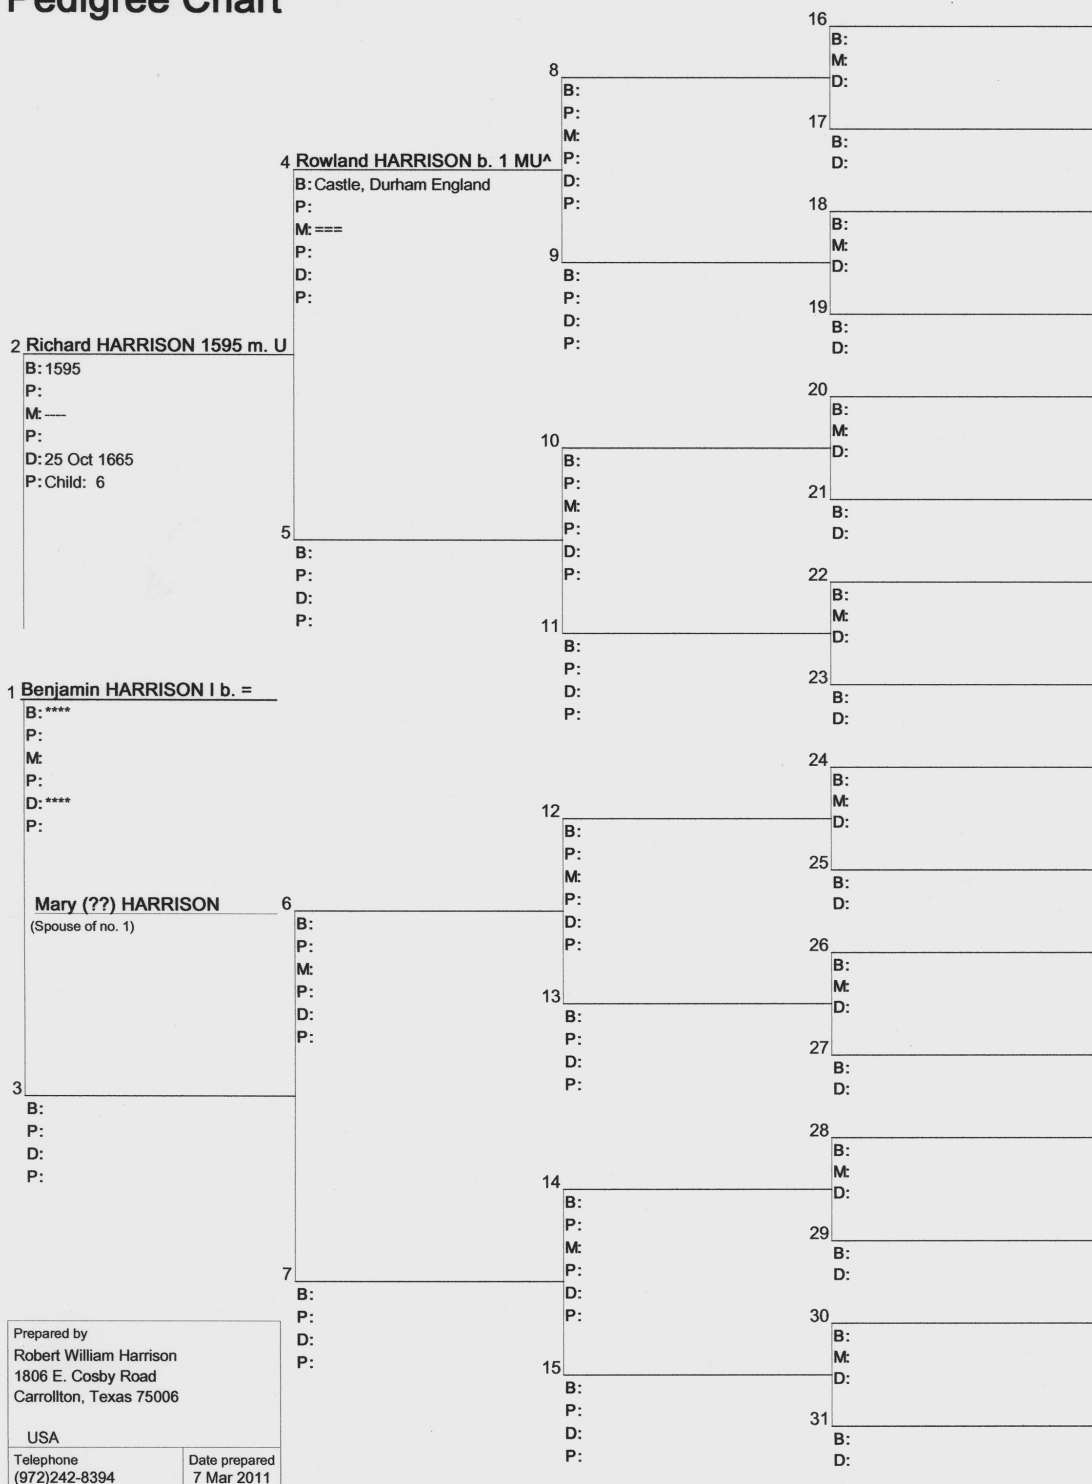 Pedigree Chart
2 Richard HARRISON 1595 m. U
B: 1595
P:
M: ----
P:
D: 25 Oct 1665
P: Child: 6
1 Benjamin HARRISON I b. =
B: ****
P:
M:
P:
D: ****
P:
Mary (??) HARRISON
(Spouse of no. 1)
3
B:
P:
D:
P:
Prepared by
Robert William Harrison
1806 E. Cosby Road
Carrollton, Texas 75006
USA
Telephone
(972)242-8394
Date prepared
7 Mar 2011
4 Rowland HARRISON b. 1 MU^
B: Castle, Durham England
P:
M: ===
P:
D:
P:
5
B:
P:
D:
P:
6
B:
P:
M:
P:
D:
P:
7
B:
P:
D:
P:
8
B:
P:
M:
P:
D:
P:
9
B:
P:
D:
P:
10
B:
P:
M:
P:
D:
P:
11
B:
P:
D:
P:
12
B:
P:
M:
P:
D:
P:
13
B:
P:
D:
P:
14
B:
P:
M:
P:
D:
P:
15
B:
P:
D:
P:
16
B:
M:
D:
17
B:
D:
18
B:
M:
D:
19
B:
D:
20
B:
M:
D:
21
B:
D:
22
B:
M:
D:
23
B:
D:
24
B:
M:
D:
25
B:
D:
26
B:
M:
D:
27
B:
D:
28
B:
M:
D:
29
B:
D:
30
B:
M:
D:
31
B:
D: